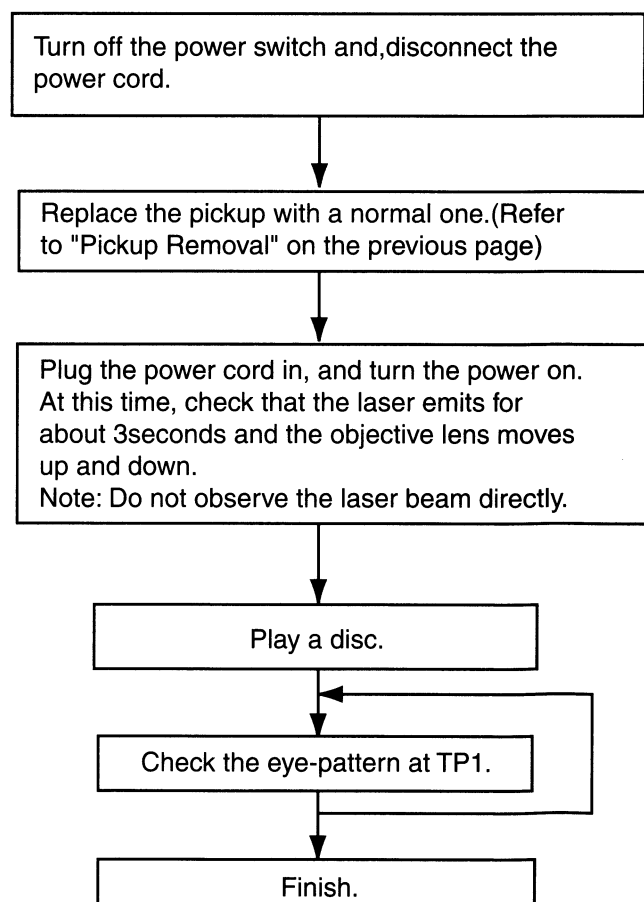 Turn off the power switch and,disconnect the
power cord.
Replace the pickup with a normal one.(Refer
to "Pickup Removal" on the previous page)
Plug the power cord in, and turn the power on.
At this time, check that the laser emits for
about 3seconds and the objective lens moves
up and down.
Note: Do not observe the laser beam directly.
Play a disc.
Check the eye-pattern at TP1.
Finish.